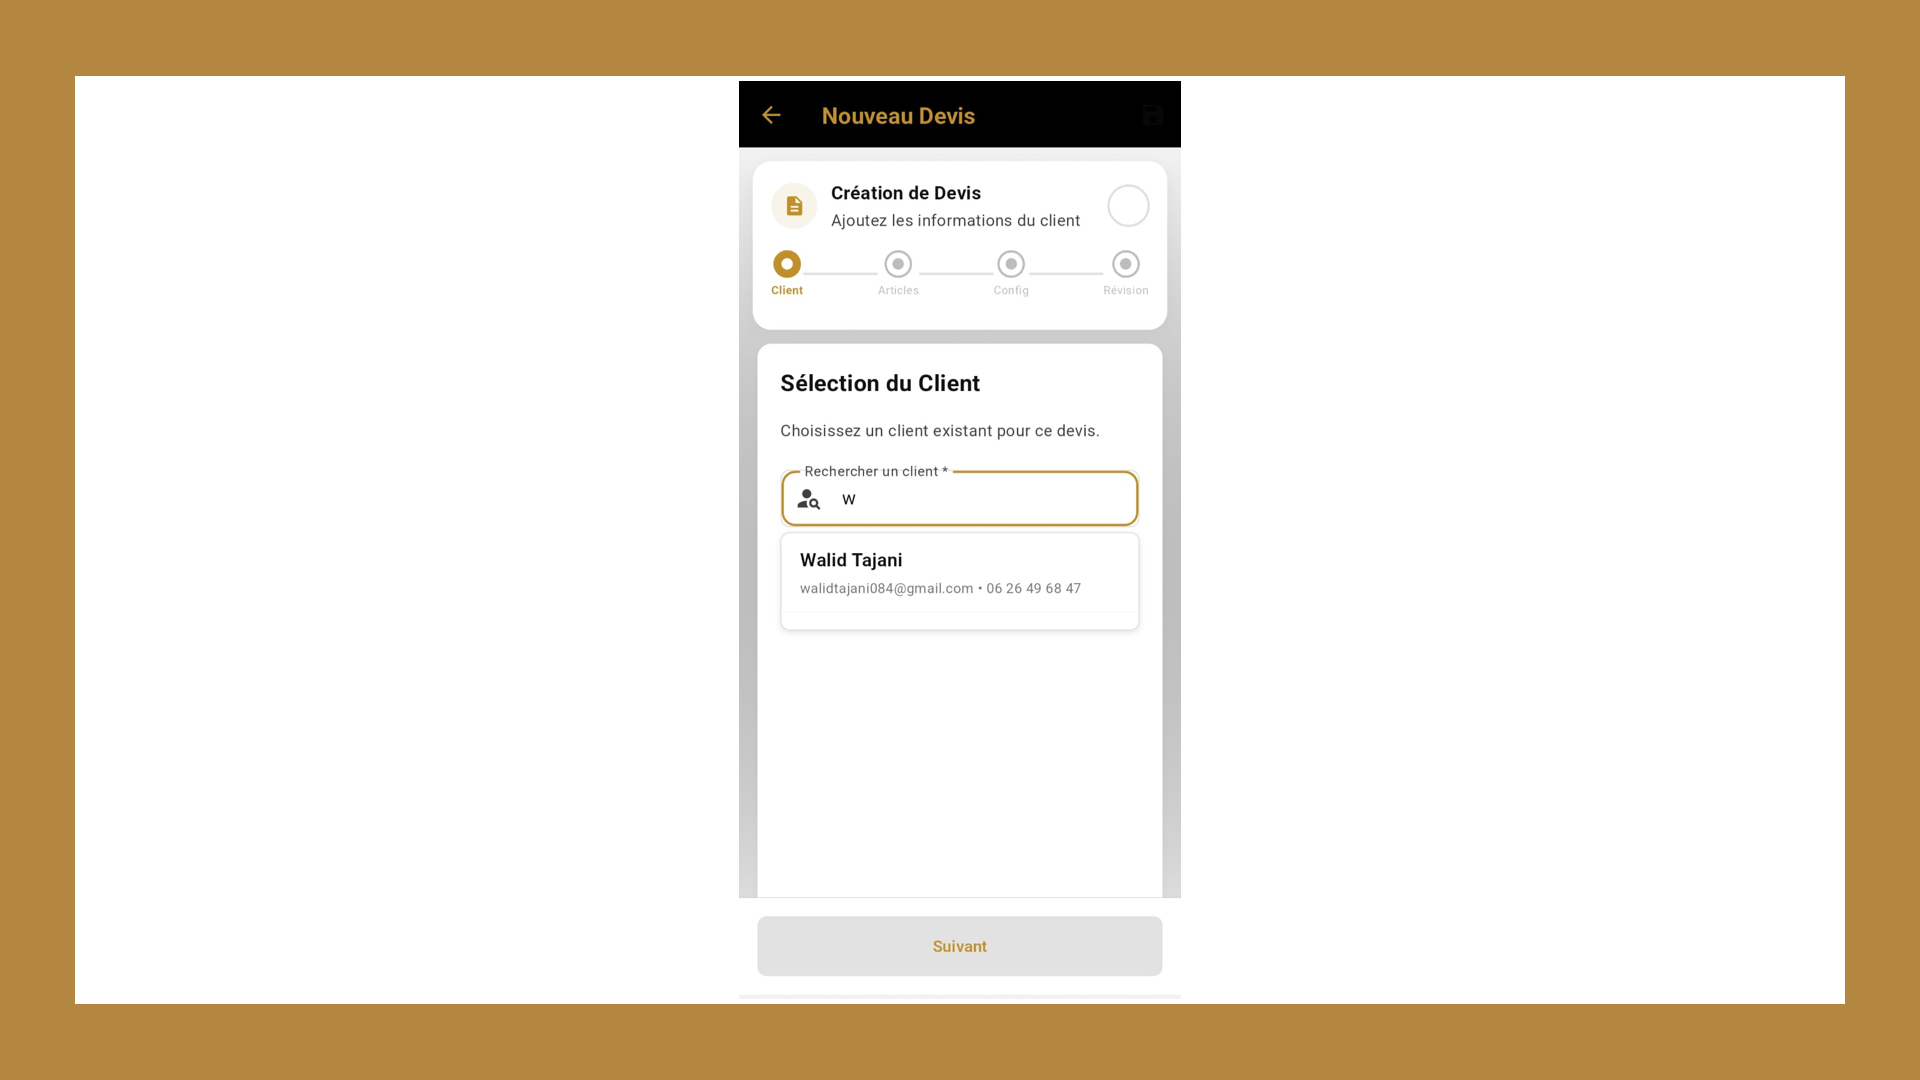 Nouveau Devis
Création de Devis
Ajoutez les informations du client
Client
Articles
Config
Révision
Sélection du Client
Choisissez un client existant pour ce devis.
Rechercher un client *
w
Walid Tajani
walidtajani084@gmail.com • 06 26 49 68 47
Suivant